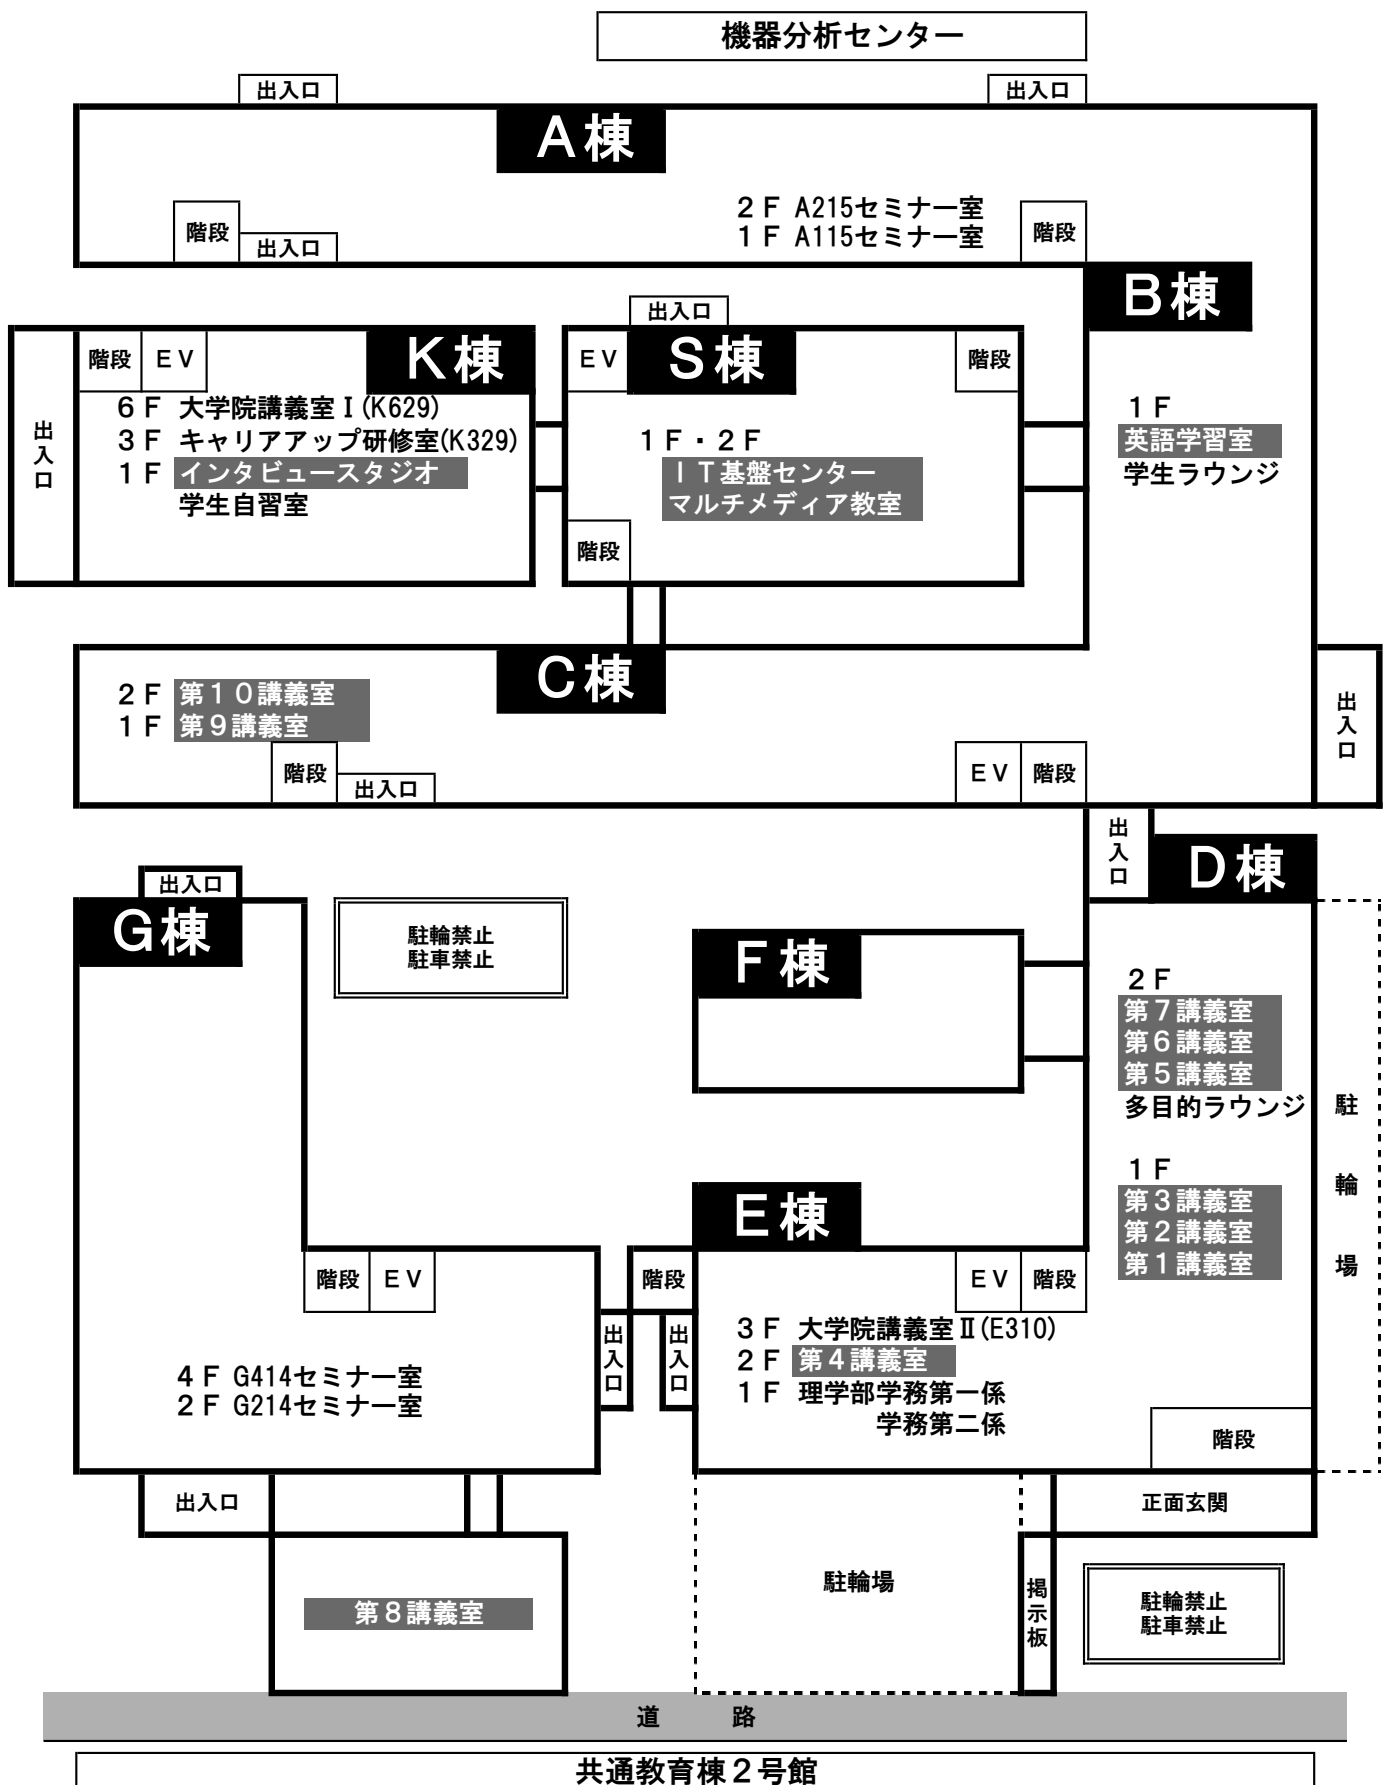 機器分析センター
出入口
出入口
A棟
2F A215セミナー室
1F A115セミナー室
階段
出入口
階段
B棟
出入口
階段
EV
K棟
EV
S棟
階段
6F 大学院講義室Ⅰ(K629)
3F キャリアアップ研修室(K329)
1F インタビュースタジオ
学生自習室
出入口
1F・2F
IT基盤センター
マルチメディア教室
階段
1F
英語学習室
学生ラウンジ
C棟
2F 第10講義室
1F 第9講義室
階段
出入口
EV
階段
出入口
出入口
D棟
出入口
G棟
駐輪禁止
駐車禁止
F棟
2F
第7講義室
第6講義室
第5講義室
多目的ラウンジ
1F
第3講義室
第2講義室
第1講義室
駐輪場
E棟
階段
EV
階段
EV
階段
出入口
出入口
3F 大学院講義室Ⅱ(E310)
2F 第4講義室
1F 理学部学務第一係
学務第二係
4F G414セミナー室
2F G214セミナー室
階段
出入口
正面玄関
駐輪場
掲示板
駐輪禁止
駐車禁止
第8講義室
道 路
共通教育棟2号館